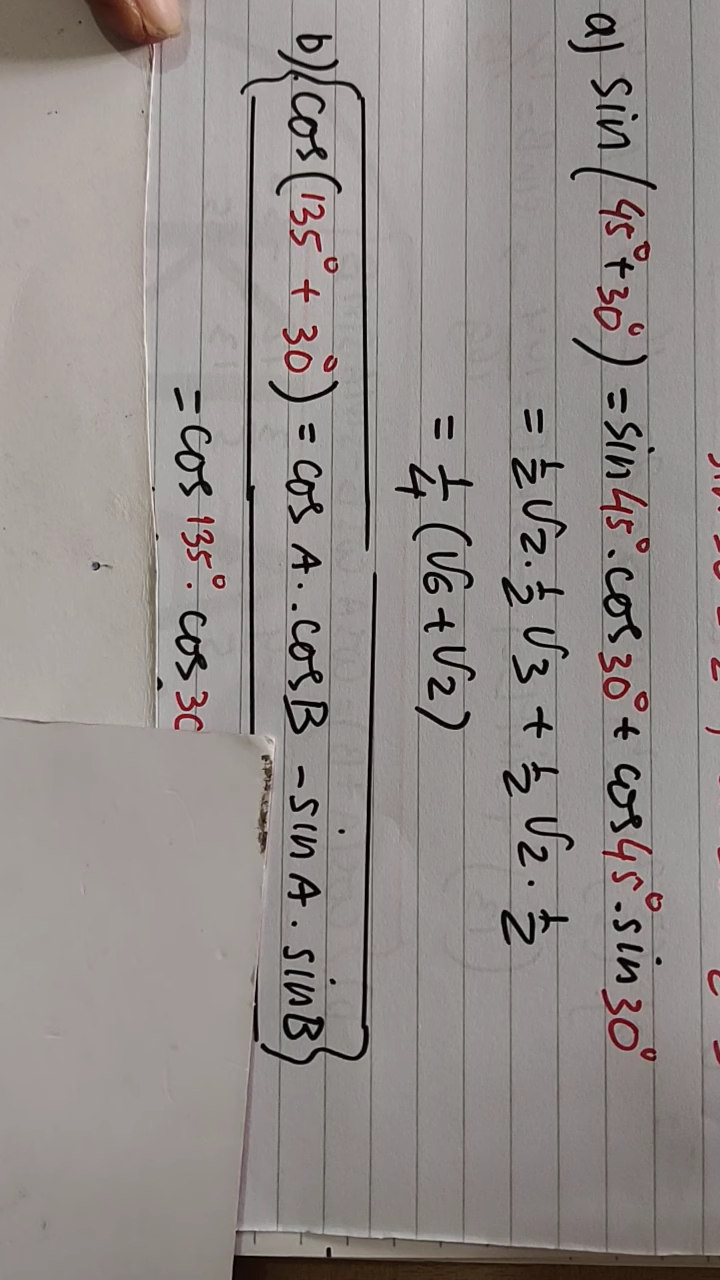 a) sin(45°+30°) = sin 45°. cos 30° + cos 45°. sin 30°
= 1/2 √2 . 1/2 √3 + 1/2 √2 . 1/2
= 1/4 (√6 + √2)
b) {cos(135° + 30°) = cos A. . cos B - sin A . sin B}
= cos 135° . cos 30